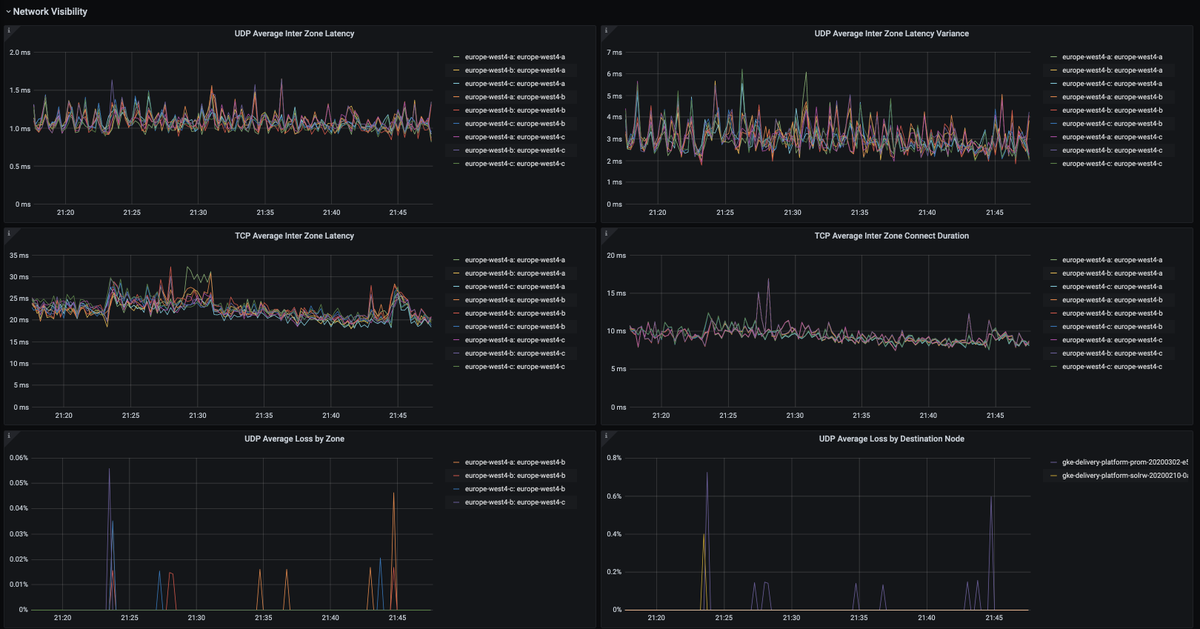 Network Visibility
UDP Average Inter Zone Latency
2.0 ms
1.5 ms
1.0 ms
0.5 ms
0 ms
21:20 21:25 21:30 21:35 21:40 21:45
europe-west4-a: europe-west4-a
europe-west4-b: europe-west4-a
europe-west4-c: europe-west4-a
europe-west4-a: europe-west4-b
europe-west4-b: europe-west4-b
europe-west4-c: europe-west4-b
europe-west4-a: europe-west4-c
europe-west4-b: europe-west4-c
europe-west4-c: europe-west4-c
UDP Average Inter Zone Latency Variance
7 ms
6 ms
5 ms
4 ms
3 ms
2 ms
1 ms
0 ms
21:20 21:25 21:30 21:35 21:40 21:45
europe-west4-a: europe-west4-a
europe-west4-b: europe-west4-a
europe-west4-c: europe-west4-a
europe-west4-a: europe-west4-b
europe-west4-b: europe-west4-b
europe-west4-c: europe-west4-b
europe-west4-a: europe-west4-c
europe-west4-b: europe-west4-c
europe-west4-c: europe-west4-c
TCP Average Inter Zone Latency
35 ms
30 ms
25 ms
20 ms
15 ms
10 ms
5 ms
0 ms
21:20 21:25 21:30 21:35 21:40 21:45
europe-west4-a: europe-west4-a
europe-west4-b: europe-west4-a
europe-west4-c: europe-west4-a
europe-west4-a: europe-west4-b
europe-west4-b: europe-west4-b
europe-west4-c: europe-west4-b
europe-west4-a: europe-west4-c
europe-west4-b: europe-west4-c
europe-west4-c: europe-west4-c
TCP Average Inter Zone Connect Duration
20 ms
15 ms
10 ms
5 ms
0 ms
21:20 21:25 21:30 21:35 21:40 21:45
europe-west4-a: europe-west4-a
europe-west4-b: europe-west4-a
europe-west4-c: europe-west4-a
europe-west4-a: europe-west4-b
europe-west4-b: europe-west4-b
europe-west4-c: europe-west4-b
europe-west4-a: europe-west4-c
europe-west4-b: europe-west4-c
europe-west4-c: europe-west4-c
UDP Average Loss by Zone
0.06%
0.05%
0.04%
0.03%
0.02%
0.01%
0%
21:20 21:25 21:30 21:35 21:40 21:45
europe-west4-a: europe-west4-b
europe-west4-b: europe-west4-b
europe-west4-c: europe-west4-b
europe-west4-b: europe-west4-c
UDP Average Loss by Destination Node
0.8%
0.6%
0.4%
0.2%
0%
21:20 21:25 21:30 21:35 21:40 21:45
gke-delivery-platform-prom-20200302-e
gke-delivery-platform-solrw-20200210-0